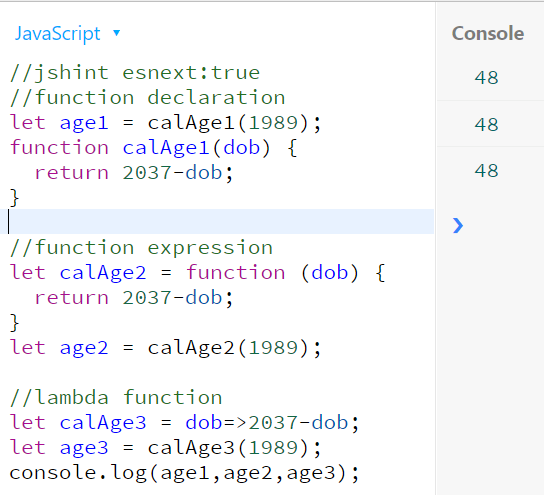 JavaScript ▾
Console
//jshint esnext:true
//function declaration
let age1 = calAge1(1989);
function calAge1(dob) {
  return 2037-dob;
}
//function expression
let calAge2 = function (dob) {
  return 2037-dob;
}
let age2 = calAge2(1989);
//lambda function
let calAge3 = dob=>2037-dob;
let age3 = calAge3(1989);
console.log(age1,age2,age3);
48
48
48